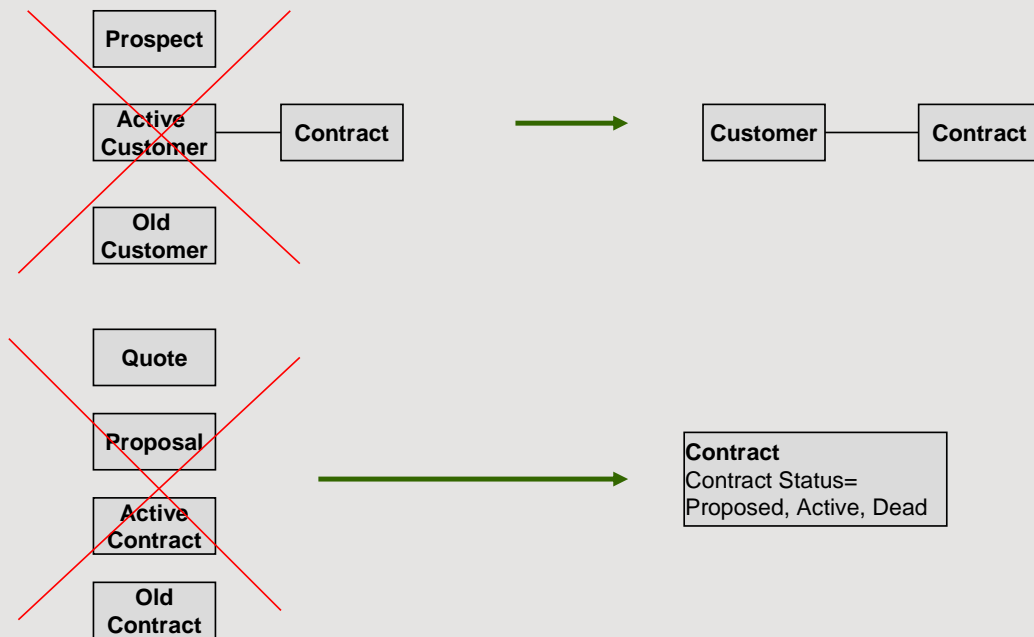 Prospect
Active
Customer
Contract
Customer
Contract
Old
Customer
Quote
Proposal
Active
Contract
Old
Contract
Contract
Contract Status=
Proposed, Active, Dead